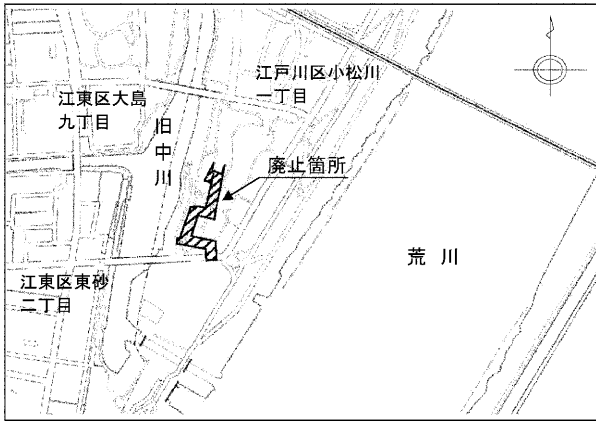 江戸川区小松川
一丁目
江東区大島
九丁目
旧中川
廃止箇所
荒川
江東区東砂
二丁目